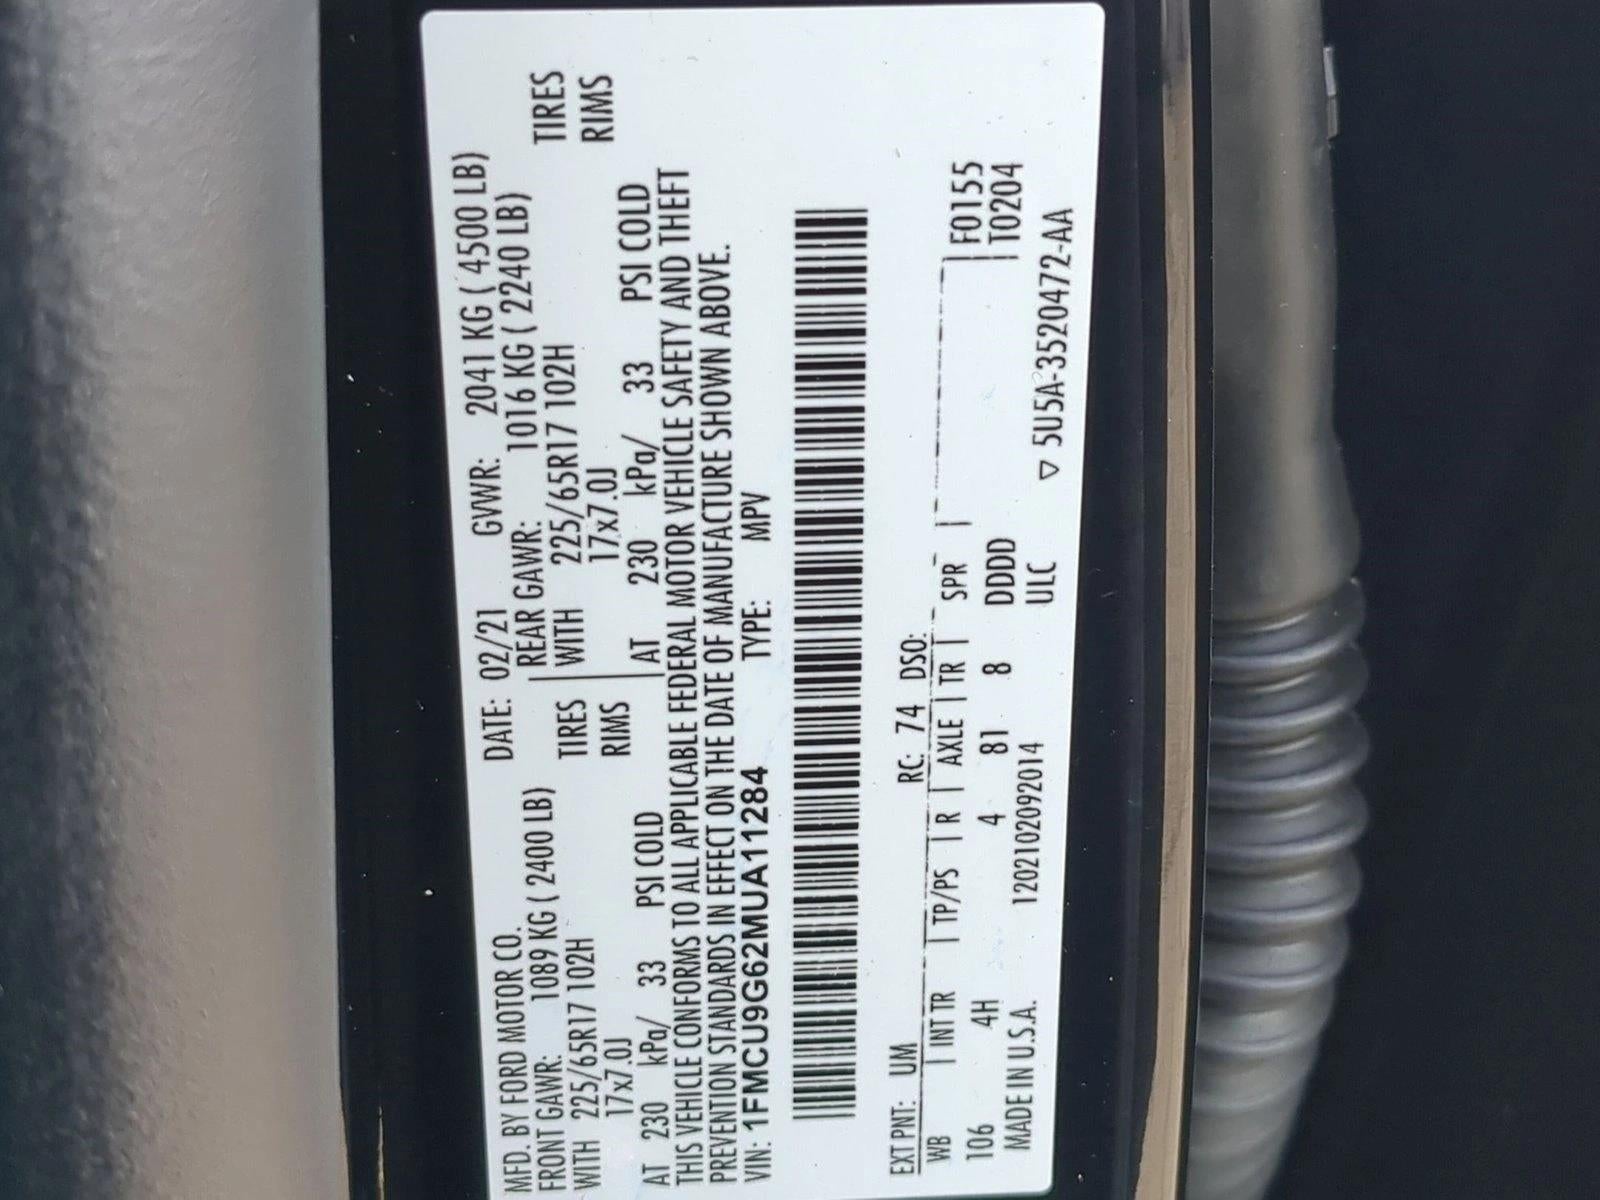 MFD. BY FORD MOTOR CO. DATE: 02/21 GVWR: 2041 KG ( 4500 LB)
FRONT GAWR: 1089 KG ( 2400 LB) REAR GAWR: 1016 KG ( 2240 LB)
WITH 225/65R17 102H TIRES WITH 225/65R17 102H TIRES
17x7.0J RIMS 17x7.0J RIMS
AT 230 kPa/ 33 PSI COLD AT 230 kPa/ 33 PSI COLD
THIS VEHICLE CONFORMS TO ALL APPLICABLE FEDERAL MOTOR VEHICLE SAFETY AND THEFT
PREVENTION STANDARDS IN EFFECT ON THE DATE OF MANUFACTURE SHOWN ABOVE.
VIN: 1FMCU9G62MUA11284 TYPE: MPV
EXT PNT: UM RC: 74 DSO:
WB | INT TR | TP/PS | R | AXLE | TR | SPR | | F0155
106 4H 4 81 8 DDDD T0204
MADE IN U.S.A. 12021020920​14 ULC ▽ 5U5A-3520472-AA